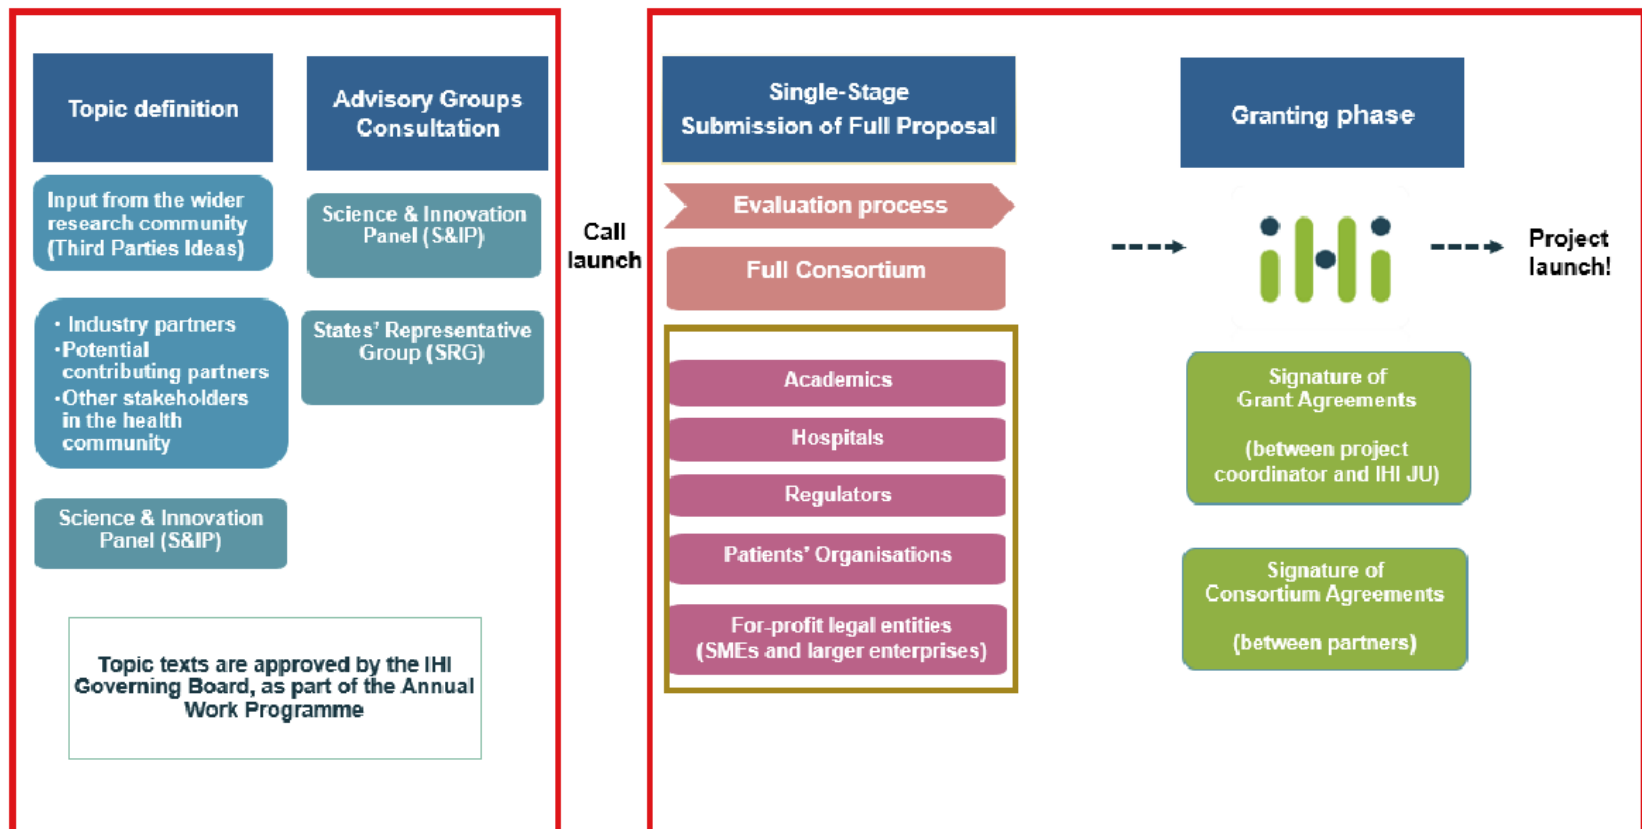 Topic definition
Input from the wider
research community
(Third Parties Ideas)
• Industry partners
•Potential
contributing partners
•Other stakeholders
in the health
community
Science & Innovation
Panel (S&IP)
Advisory Groups
Consultation
Science & Innovation
Panel (S&IP)
States' Representative
Group (SRG)
Topic texts are approved by the IHI
Governing Board, as part of the Annual
Work Programme
Call
launch
Single-Stage
Submission of Full Proposal
Evaluation process
Full Consortium
Academics
Hospitals
Regulators
Patients' Organisations
For-profit legal entities
(SMEs and larger enterprises)
Granting phase
iHi
Signature of
Grant Agreements
(between project
coordinator and IHI JU)
Signature of
Consortium Agreements
(between partners)
Project
launch!